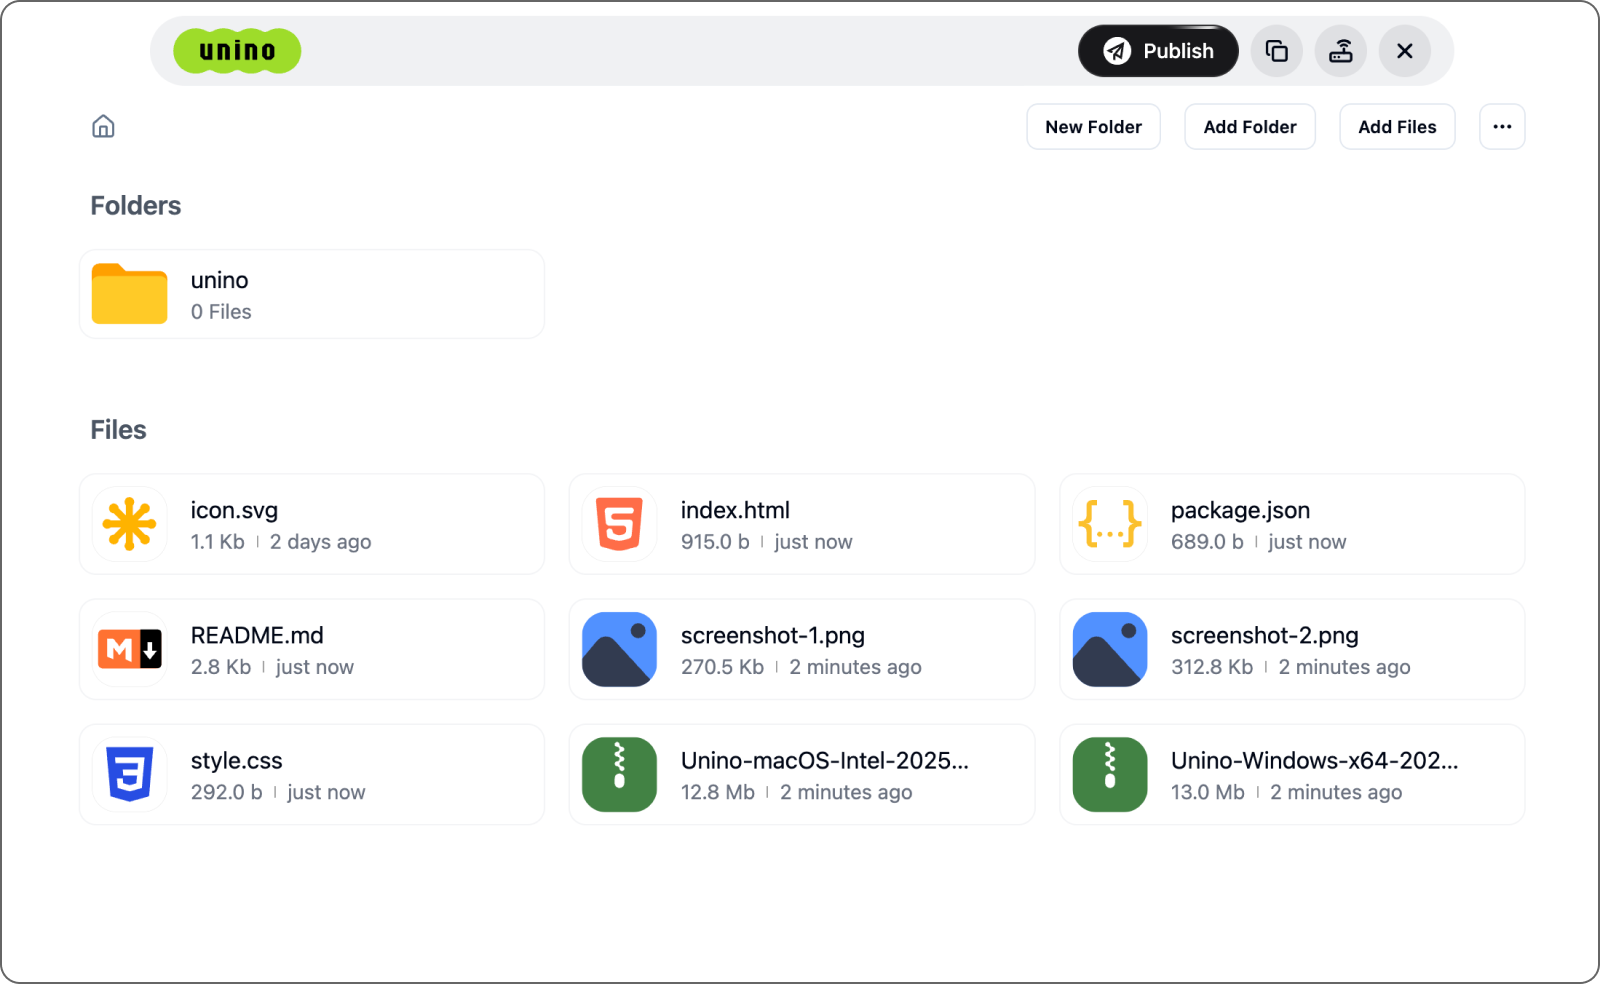 unino
Publish
New Folder
Add Folder
Add Files
Folders
unino
0 Files
Files
icon.svg
1.1 Kb | 2 days ago
index.html
915.0 b | just now
package.json
689.0 b | just now
README.md
2.8 Kb | just now
screenshot-1.png
270.5 Kb | 2 minutes ago
screenshot-2.png
312.8 Kb | 2 minutes ago
style.css
292.0 b | just now
Unino-macOS-Intel-2025...
12.8 Mb | 2 minutes ago
Unino-Windows-x64-202...
13.0 Mb | 2 minutes ago